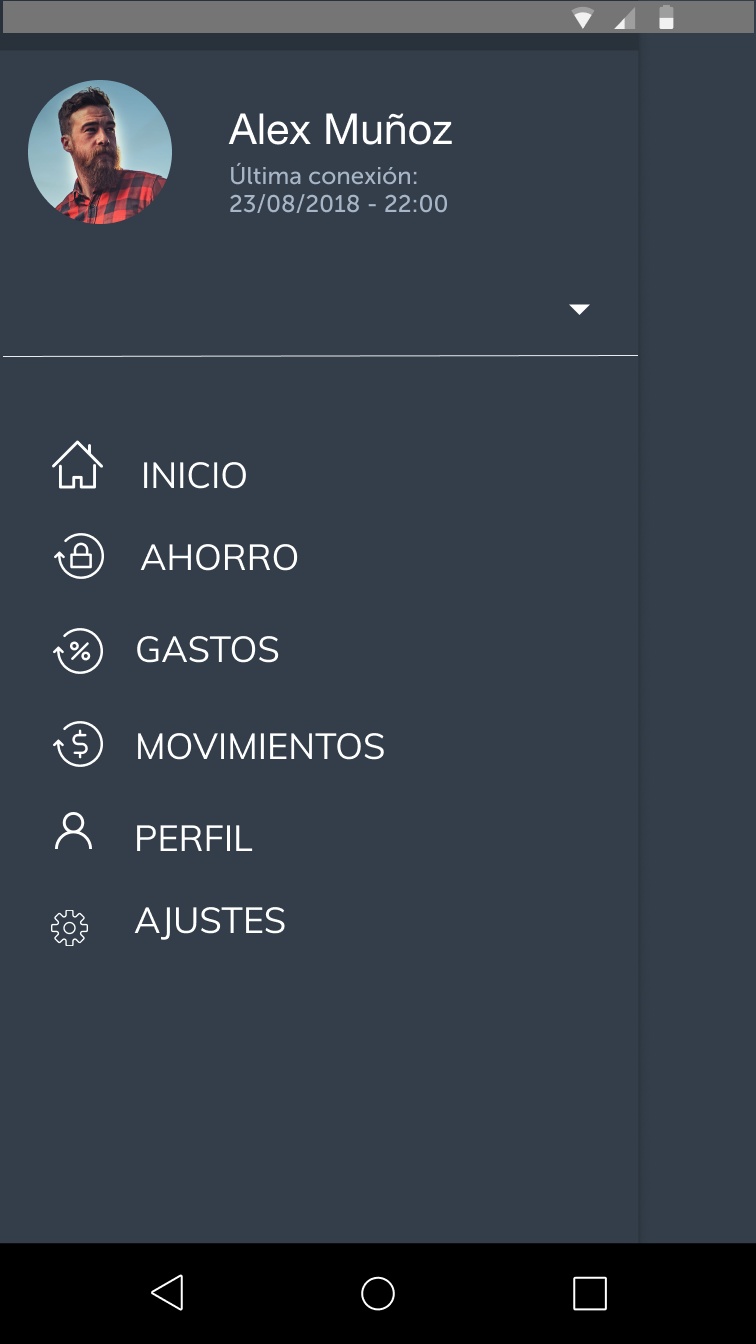 Alex Muñoz
Última conexión:
23/08/2018 - 22:00
INICIO
AHORRO
GASTOS
MOVIMIENTOS
PERFIL
AJUSTES